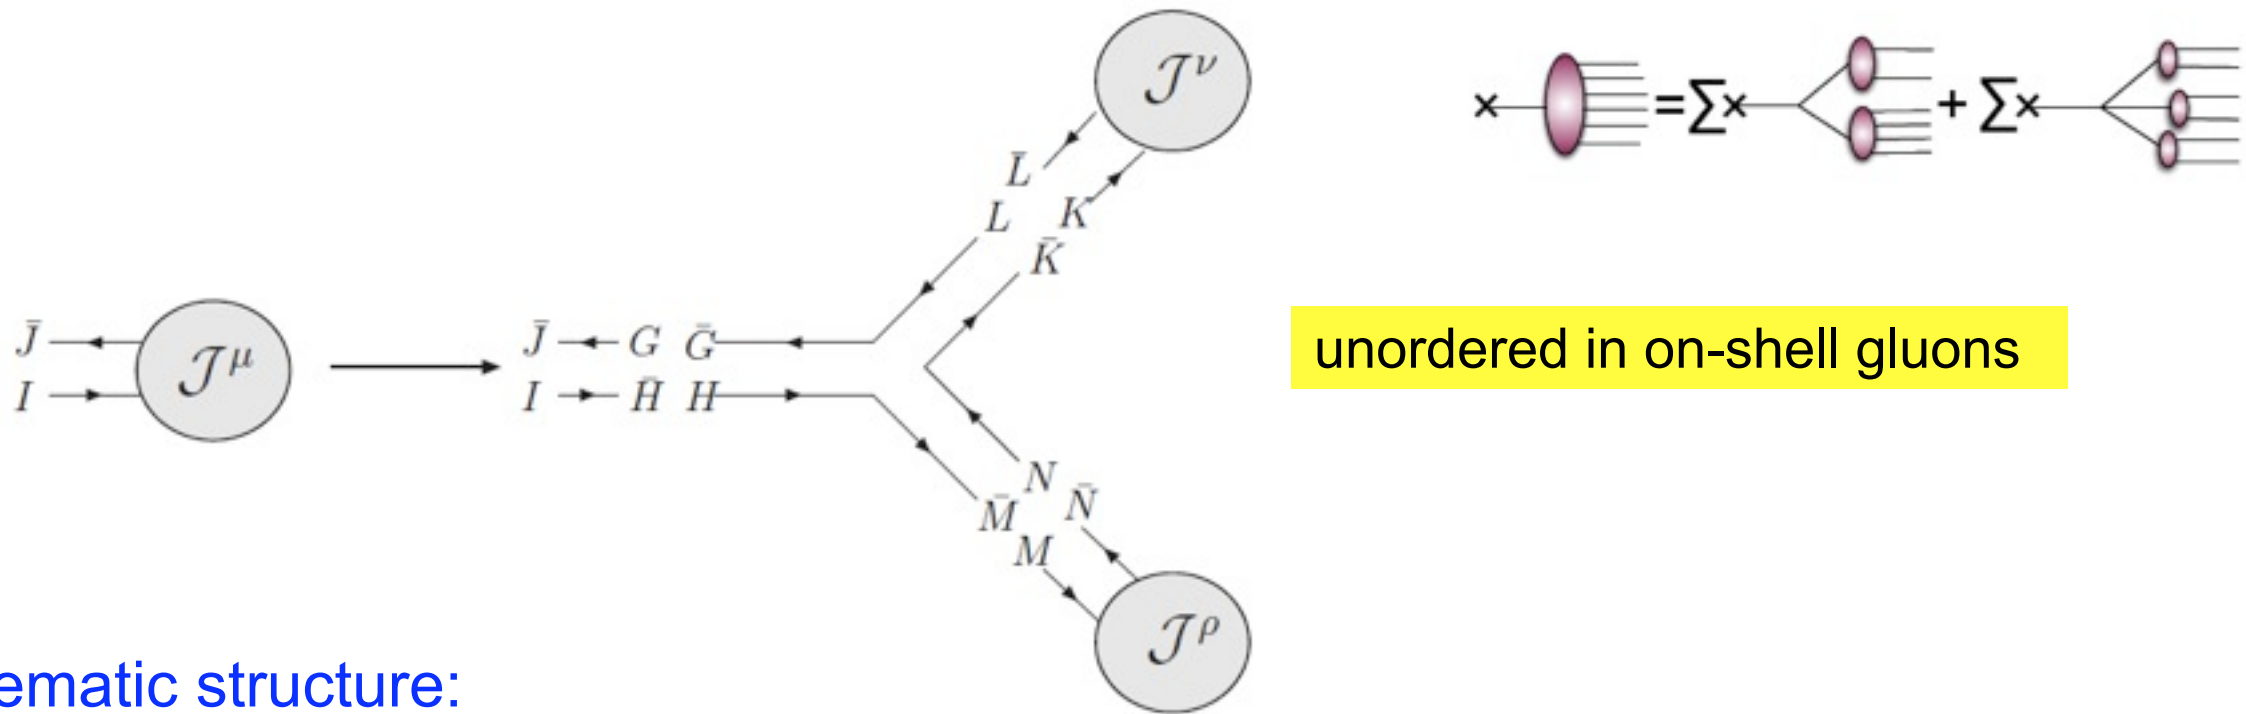 𝒥^ν
× = ∑ × + ∑ ×
L̄
L K
K̄
unordered in on-shell gluons
J̄ 𝒥^μ J̄ G Ḡ
I I H̄ H
N
M̄ N̄
M
𝒥^ρ
ematic structure: